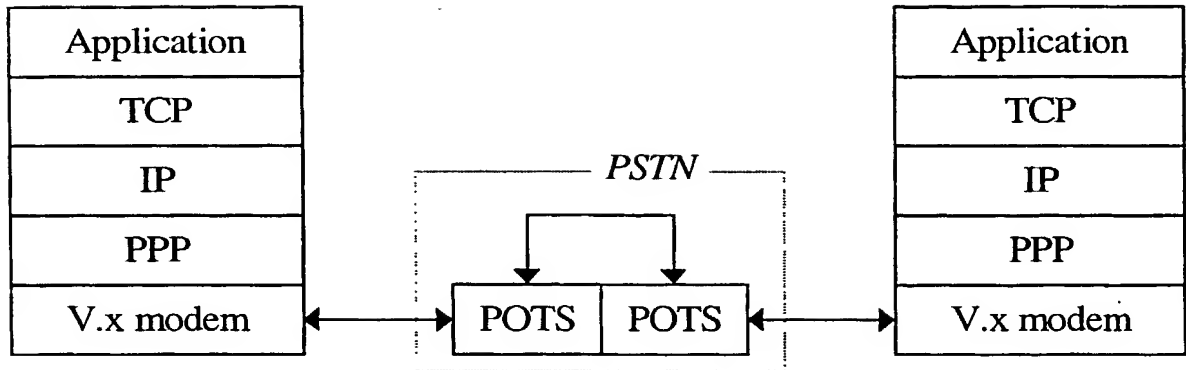 Application
TCP
IP
PPP
V.x modem
PSTN
POTS
POTS
Application
TCP
IP
PPP
V.x modem